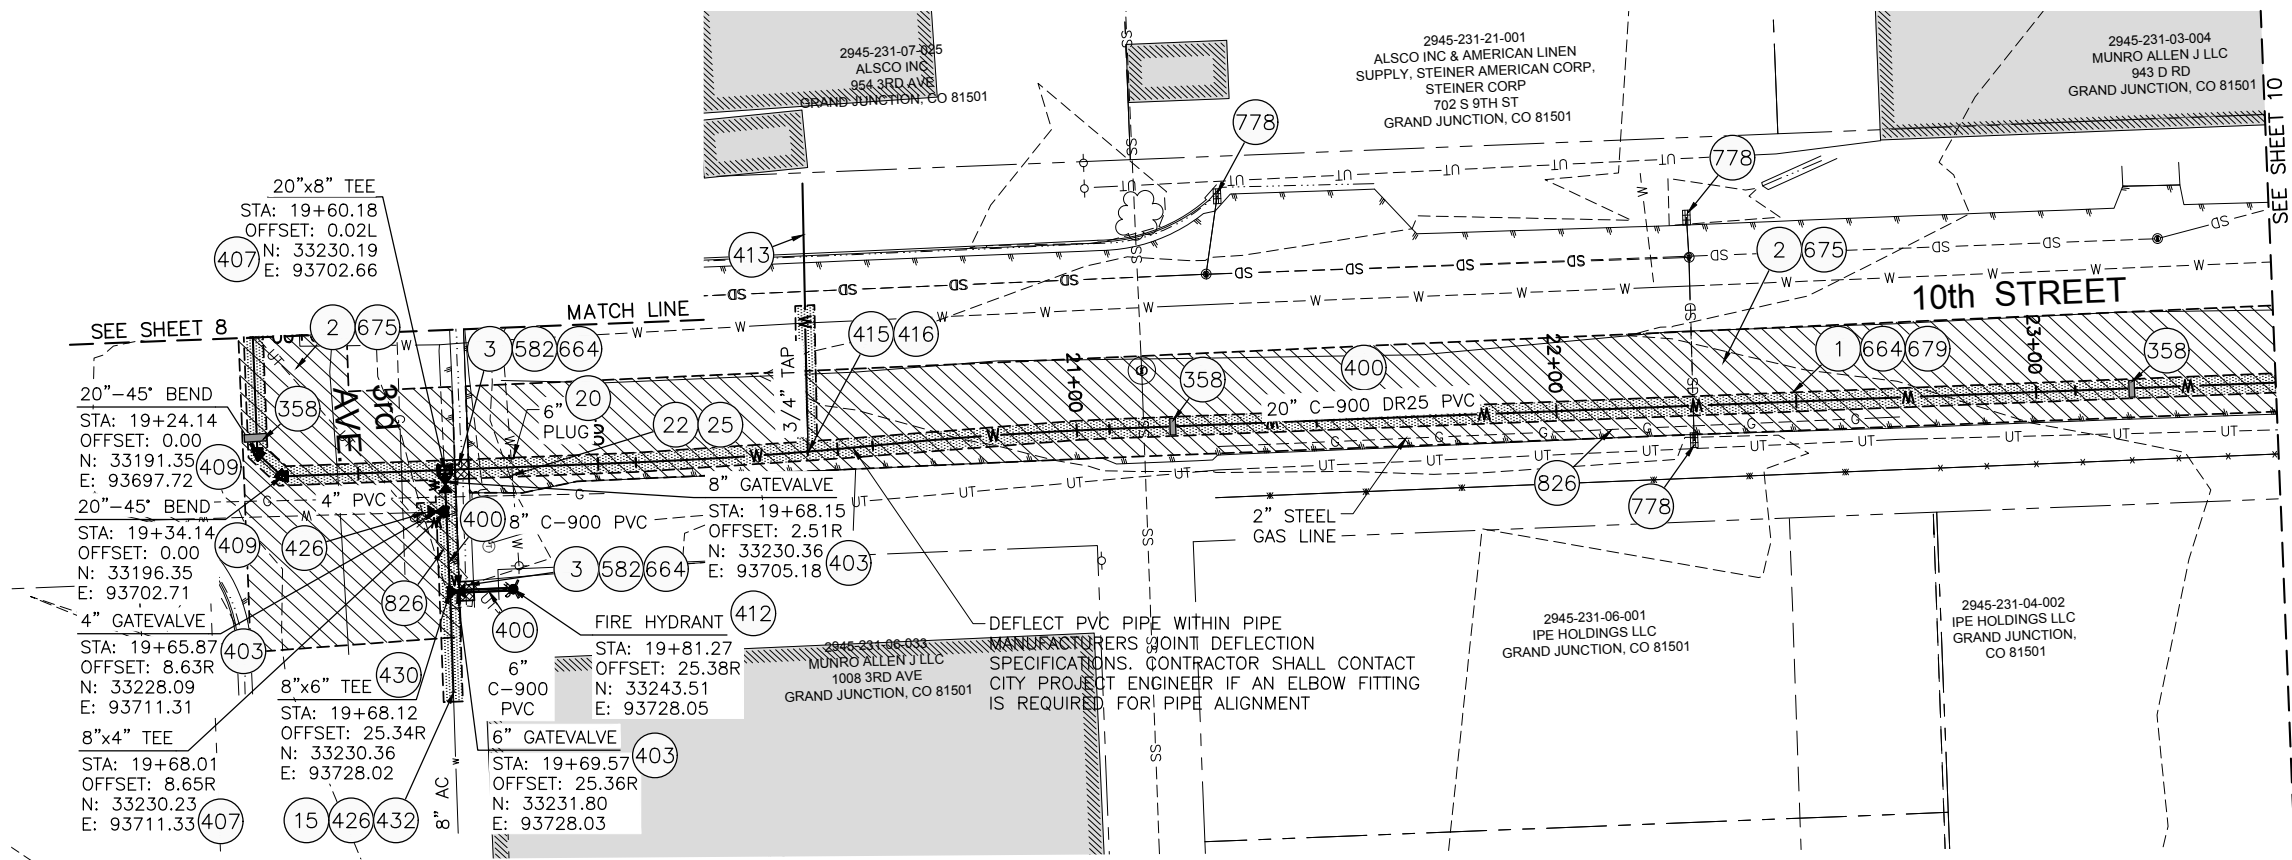 2945-231-07-025
ALSCO INC
954 3RD AVE
GRAND JUNCTION, CO 81501
2945-231-21-001
ALSCO INC & AMERICAN LINEN
SUPPLY, STEINER AMERICAN CORP,
STEINER CORP
702 S 9TH ST
GRAND JUNCTION, CO 81501
2945-231-03-004
MUNRO ALLEN J LLC
943 D RD
GRAND JUNCTION, CO 81501
SEE SHEET 10
778
778
20"x8" TEE
STA: 19+60.18
OFFSET: 0.02L
N: 33230.19
E: 93702.66
407
413
2 675
10th STREET
SEE SHEET 8
MATCH LINE
2 675
3 582 664
415 416
1 664 679
358
3/4" TAP
21+00
22+00
23+00
3rd
AVE.
400
358
20" C-900 DR25 PVC
20
6"
PLUG
22 25
20"-45° BEND
STA: 19+24.14
OFFSET: 0.00
N: 33191.35
E: 93697.72
409
358
20"-45° BEND
STA: 19+34.14
OFFSET: 0.00
N: 33196.35
E: 93702.71
409
4" PVC
426
400
8" C-900 PVC
8" GATEVALVE
STA: 19+68.15
OFFSET: 2.51R
N: 33230.36
E: 93705.18
403
2" STEEL
GAS LINE
826
778
3 582 664
826
4" GATEVALVE
STA: 19+65.87
OFFSET: 8.63R
N: 33228.09
E: 93711.31
403
400
6"
C-900
PVC
FIRE HYDRANT
STA: 19+81.27
OFFSET: 25.38R
N: 33243.51
E: 93728.05
412
DEFLECT PVC PIPE WITHIN PIPE
MANUFACTURERS JOINT DEFLECTION
SPECIFICATIONS. CONTRACTOR SHALL CONTACT
CITY PROJECT ENGINEER IF AN ELBOW FITTING
IS REQUIRED FOR PIPE ALIGNMENT
2945-231-06-033
MUNRO ALLEN J LLC
1008 3RD AVE
GRAND JUNCTION, CO 81501
2945-231-06-001
IPE HOLDINGS LLC
GRAND JUNCTION, CO 81501
2945-231-04-002
IPE HOLDINGS LLC
GRAND JUNCTION,
CO 81501
8"x6" TEE
STA: 19+68.12
OFFSET: 25.34R
N: 33230.36
E: 93728.02
430
8"x4" TEE
STA: 19+68.01
OFFSET: 8.65R
N: 33230.23
E: 93711.33
407
15 426 432
8" AC
6" GATEVALVE
STA: 19+69.57
OFFSET: 25.36R
N: 33231.80
E: 93728.03
403